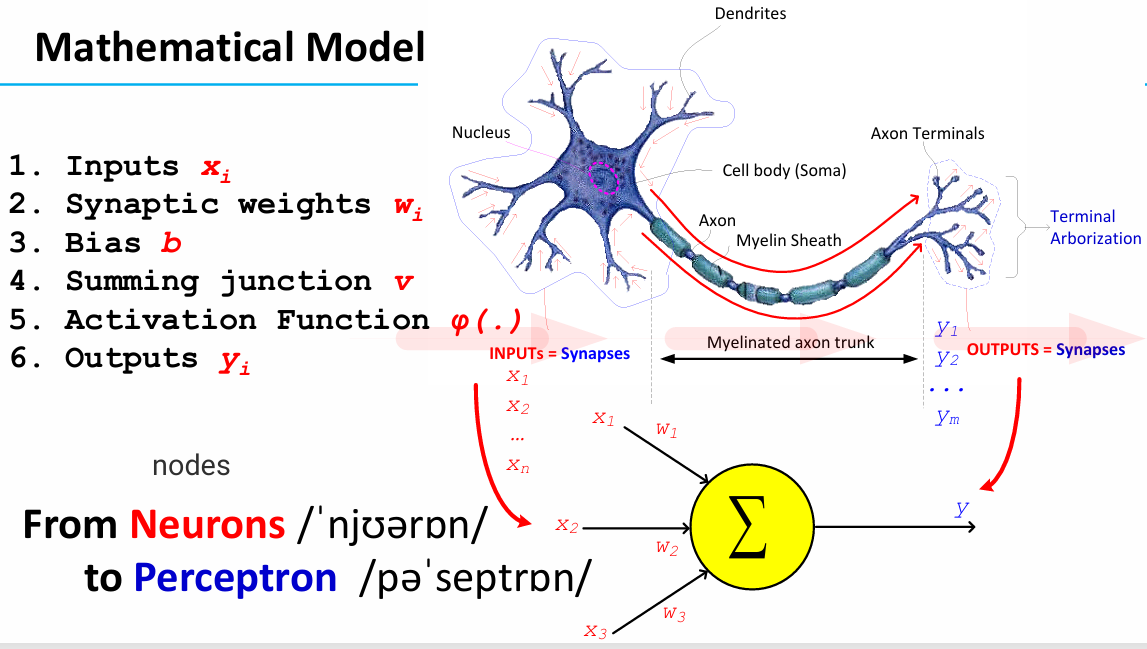 Mathematical Model
1. Inputs xi
2. Synaptic weights wi
3. Bias b
4. Summing junction v
5. Activation Function φ(.)
6. Outputs yi
nodes
From Neurons /ˈnjʊərɒn/
to Perceptron /pəˈseptrɒn/
Dendrites
Nucleus
Cell body (Soma)
Axon
Myelin Sheath
Axon Terminals
Terminal
Arborization
Myelinated axon trunk
INPUTs = Synapses
x1
x2
…
xn
y1
y2
...
ym
OUTPUTS = Synapses
x1
w1
x2
w2
x3
w3
∑
y